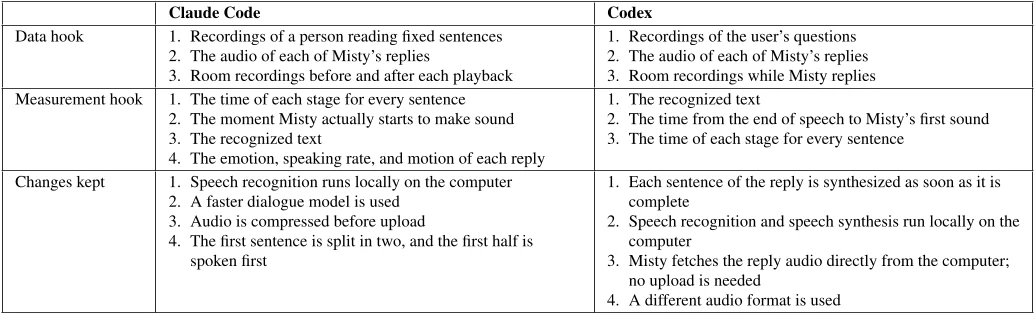 Claude Code Codex
Data hook 1. Recordings of a person reading fixed sentences 1. Recordings of the user's questions
2. The audio of each of Misty's replies 2. The audio of each of Misty's replies
3. Room recordings before and after each playback 3. Room recordings while Misty replies
Measurement hook 1. The time of each stage for every sentence 1. The recognized text
2. The moment Misty actually starts to make sound 2. The time from the end of speech to Misty's first sound
3. The recognized text 3. The time of each stage for every sentence
4. The emotion, speaking rate, and motion of each reply
Changes kept 1. Speech recognition runs locally on the computer 1. Each sentence of the reply is synthesized as soon as it is
2. A faster dialogue model is used complete
3. Audio is compressed before upload 2. Speech recognition and speech synthesis run locally on the
4. The first sentence is split in two, and the first half is computer
spoken first 3. Misty fetches the reply audio directly from the computer;
no upload is needed
4. A different audio format is used